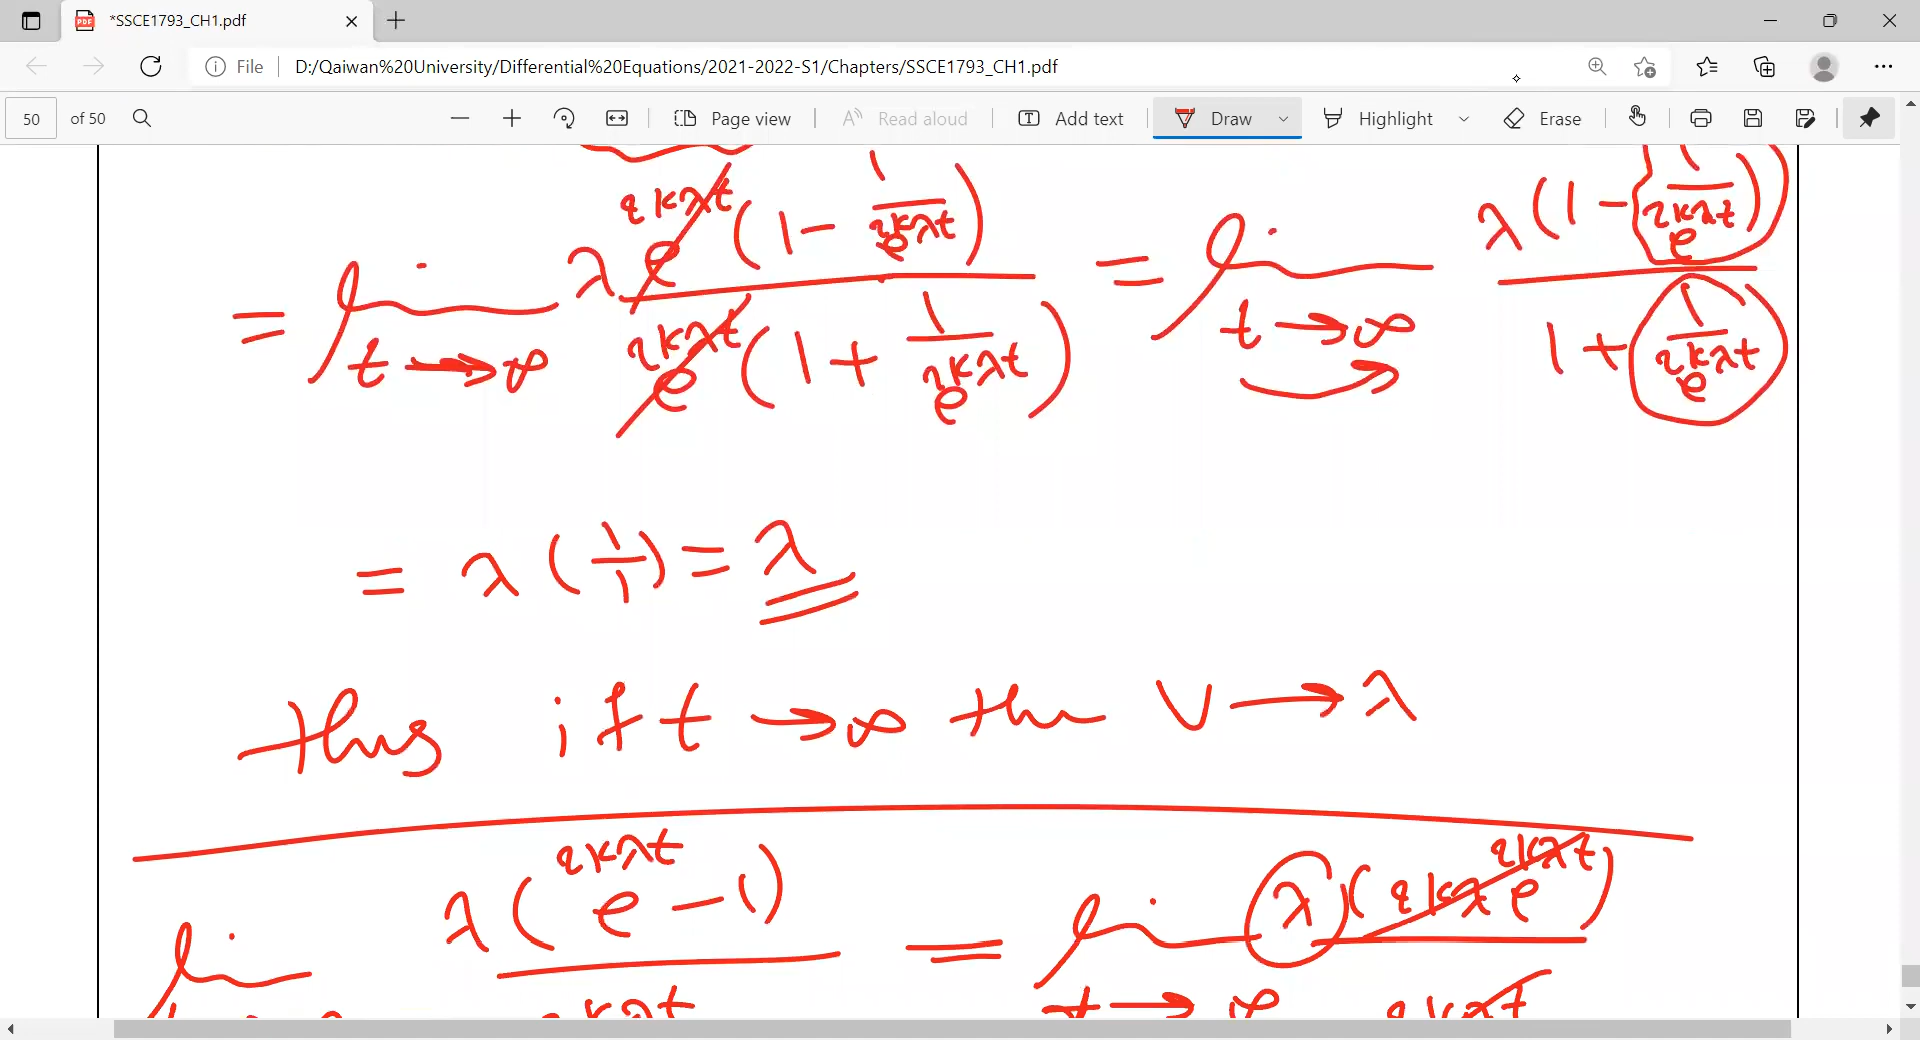 *SSCE1793_CH1.pdf
File D:/Qaiwan%20University/Differential%20Equations/2021-2022-S1/Chapters/SSCE1793_CH1.pdf
50 of 50 Page view Read aloud Add text Draw Highlight Erase
= lim t→∞ λ e^{2kλt} (1 - 1/e^{2kλt}) / e^{2kλt} (1 + 1/e^{2kλt}) = lim t→∞ λ (1 - 1/e^{2kλt}) / 1 + 1/e^{2kλt}
= λ (1/1) = λ
thus if t → ∞ then V → λ
lim λ (e^{2kλt} - 1) / 2kλt = lim t→∞ λ (2kλ e^{2kλt}) / 2kλt